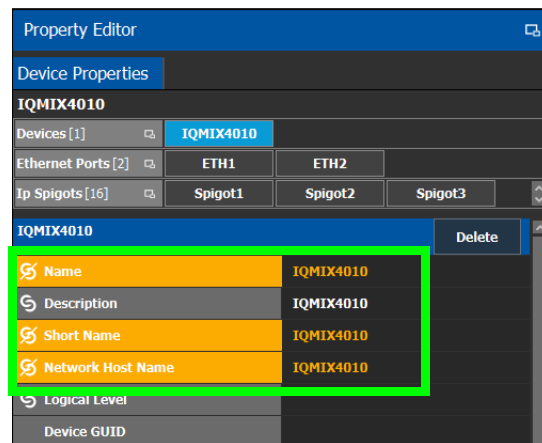 Property Editor
Device Properties
IQMIX4010
Devices [1] IQMIX4010
Ethernet Ports [2] ETH1 ETH2
Ip Spigots [16] Spigot1 Spigot2 Spigot3
IQMIX4010 Delete
Name IQMIX4010
Description IQMIX4010
Short Name IQMIX4010
Network Host Name IQMIX4010
Logical Level
Device GUID